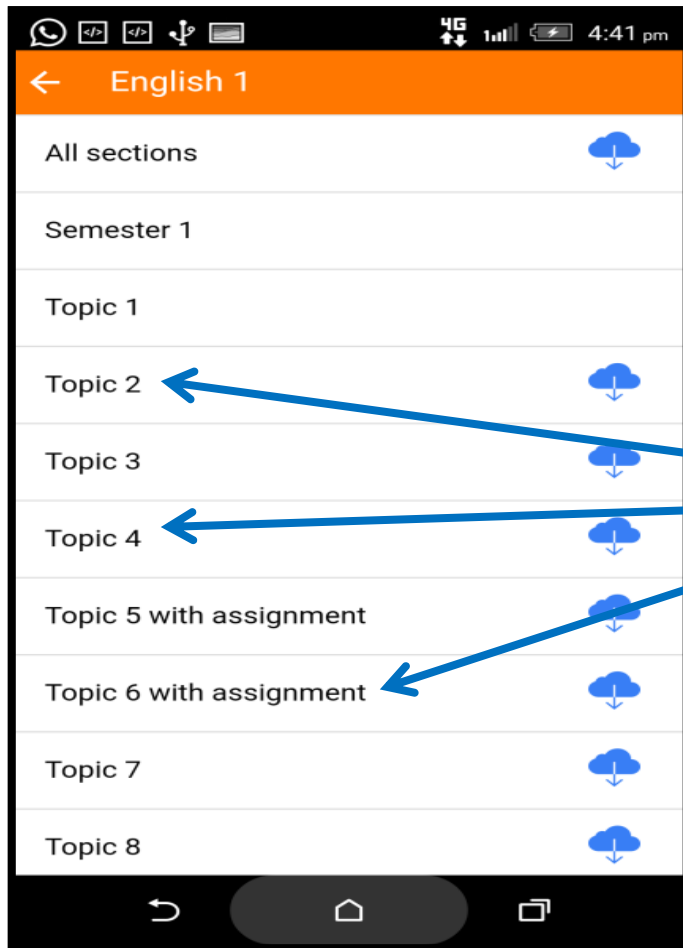 4G 4:41 pm
English 1
All sections
Semester 1
Topic 1
Topic 2
Topic 3
Topic 4
Topic 5 with assignment
Topic 6 with assignment
Topic 7
Topic 8